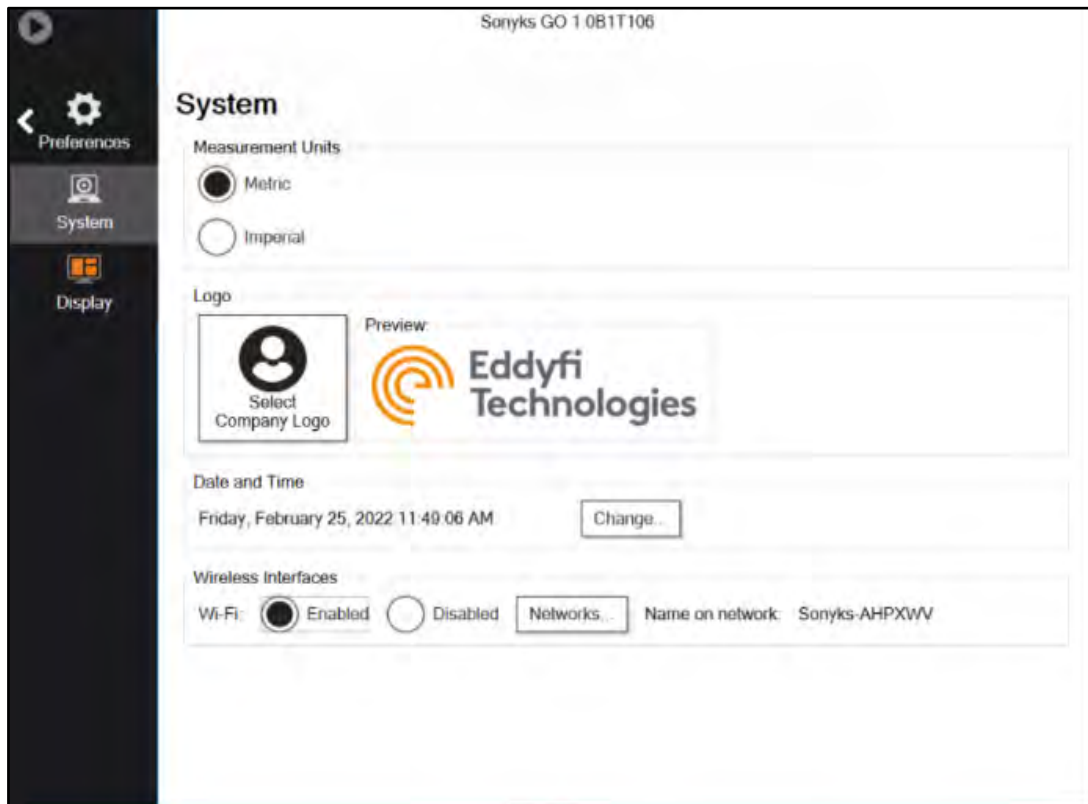 Sonyks GO 1.0B1T106
Preferences
System
Display
System
Measurement Units
Metric
Imperial
Logo
Select
Company Logo
Preview:
Eddyfi
Technologies
Date and Time
Friday, February 25, 2022 11:49:06 AM
Change...
Wireless Interfaces
Wi-Fi: Enabled Disabled Networks... Name on network: Sonyks-AHPXWV